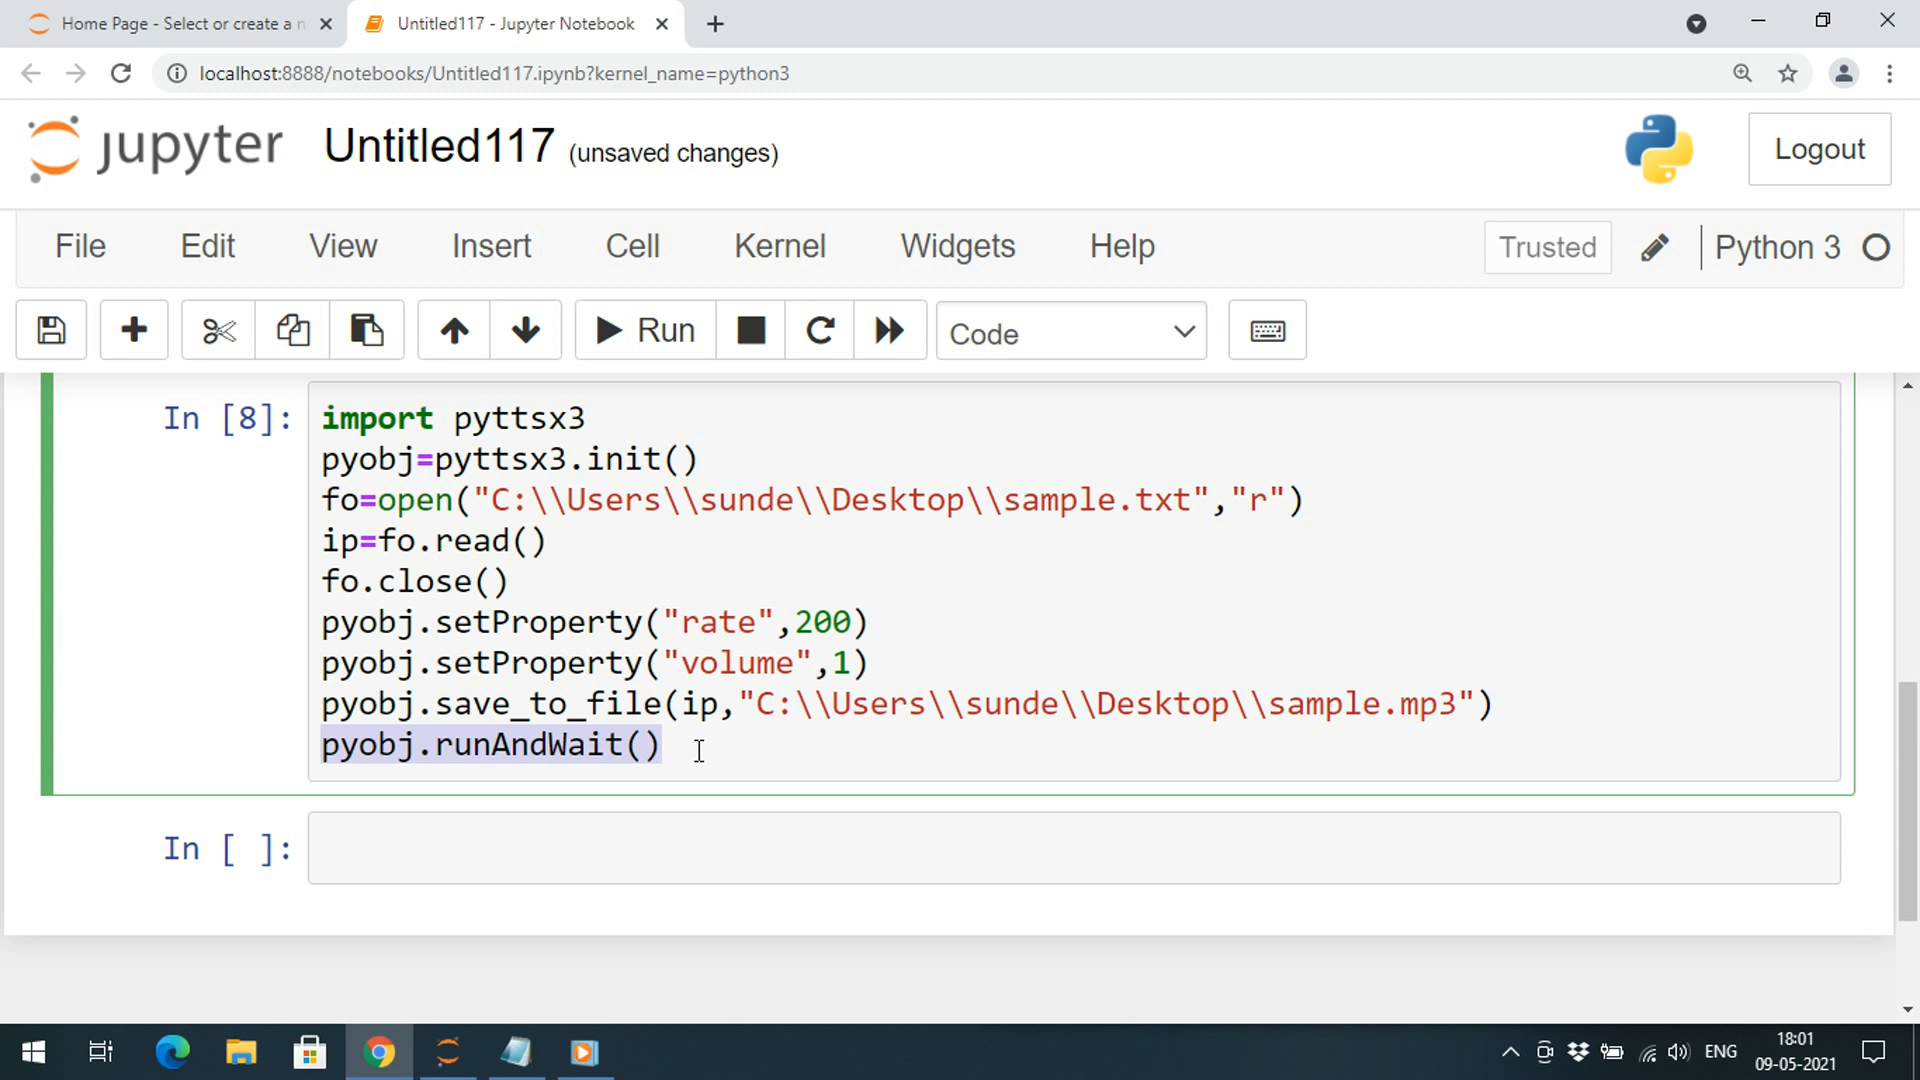 Home Page - Select or create a n
Untitled117 - Jupyter Notebook
localhost:8888/notebooks/Untitled117.ipynb?kernel_name=python3
jupyter Untitled117 (unsaved changes)
Logout
File Edit View Insert Cell Kernel Widgets Help Trusted Python 3
Run Code
In [8]: import pyttsx3
pyobj=pyttsx3.init()
fo=open("C:\\Users\\sunde\\Desktop\\sample.txt","r")
ip=fo.read()
fo.close()
pyobj.setProperty("rate",200)
pyobj.setProperty("volume",1)
pyobj.save_to_file(ip,"C:\\Users\\sunde\\Desktop\\sample.mp3")
pyobj.runAndWait()
In [ ]:
ENG
18:01
09-05-2021